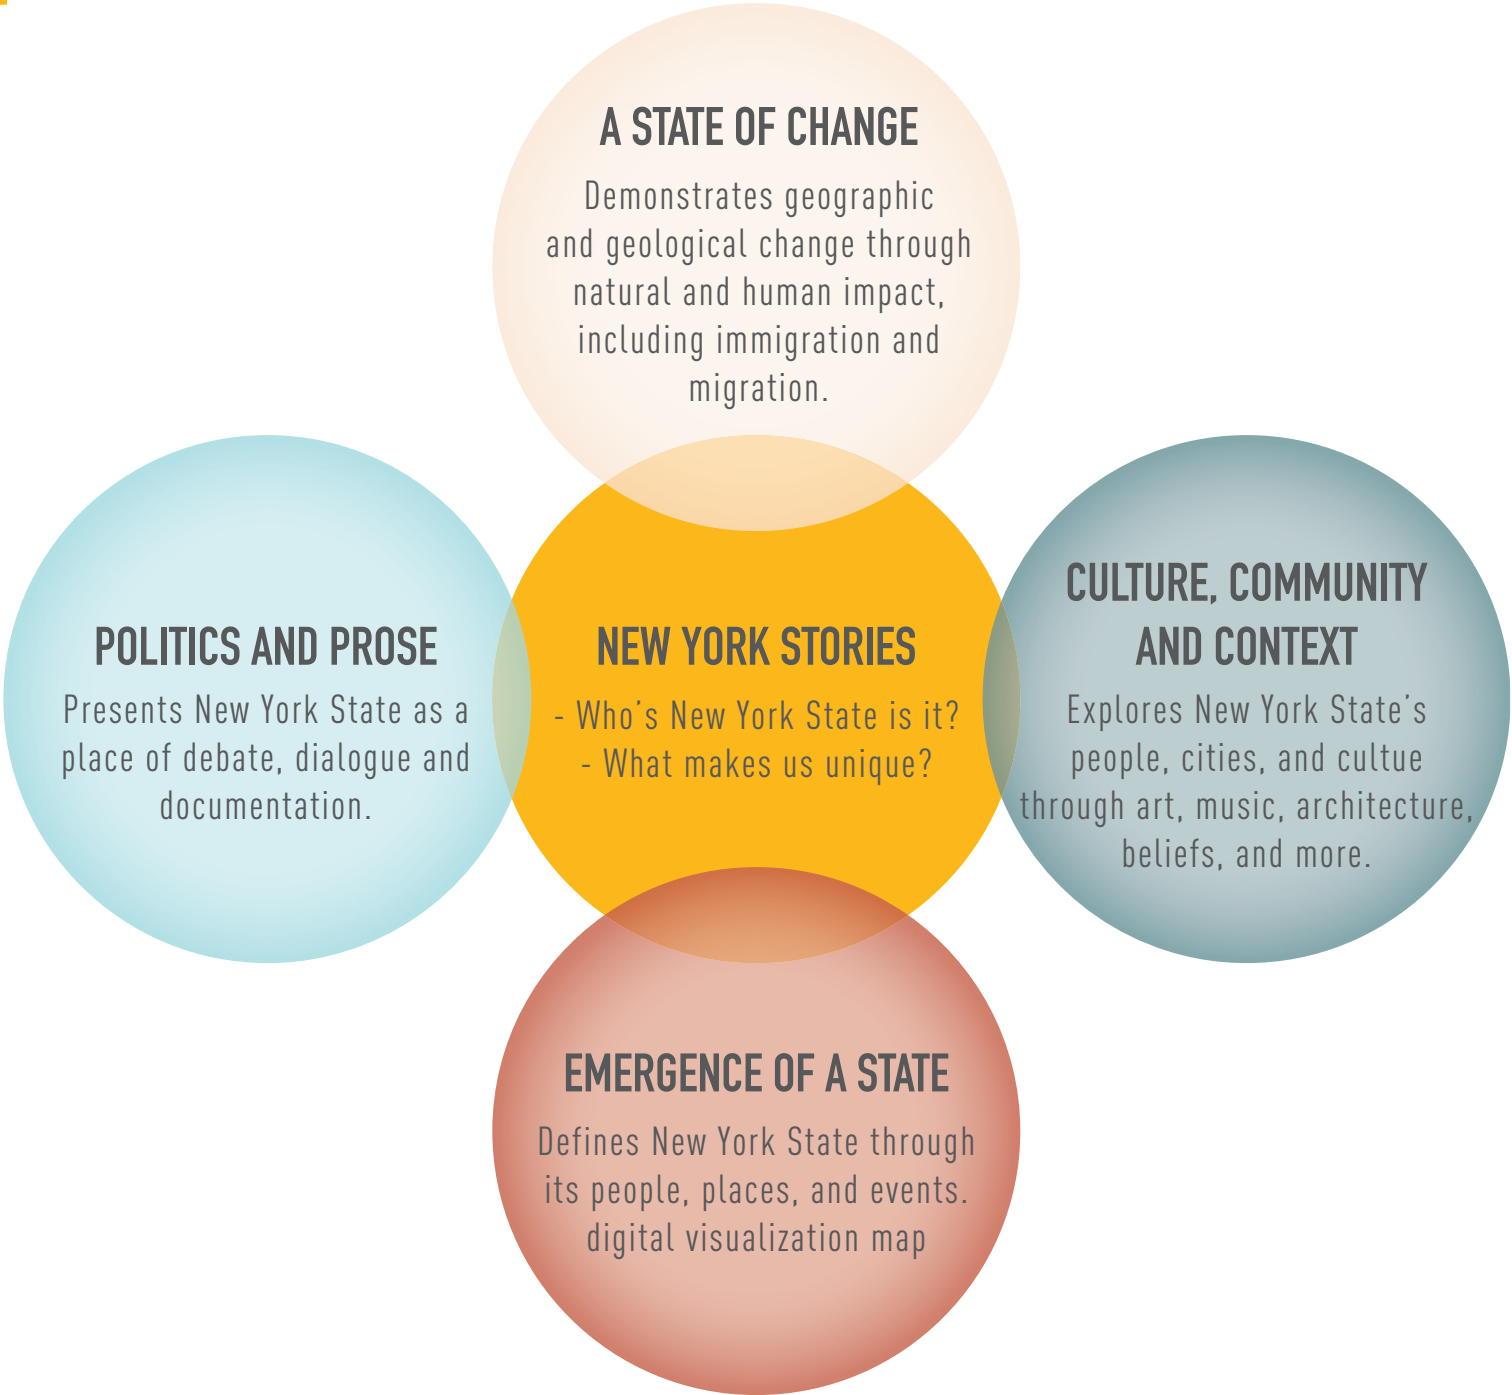 A STATE OF CHANGE
Demonstrates geographic
and geological change through
natural and human impact,
including immigration and
migration.
POLITICS AND PROSE
Presents New York State as a
place of debate, dialogue and
documentation.
NEW YORK STORIES
- Who's New York State is it?
- What makes us unique?
CULTURE, COMMUNITY
AND CONTEXT
Explores New York State's
people, cities, and cultue
through art, music, architecture,
beliefs, and more.
EMERGENCE OF A STATE
Defines New York State through
its people, places, and events.
digital visualization map